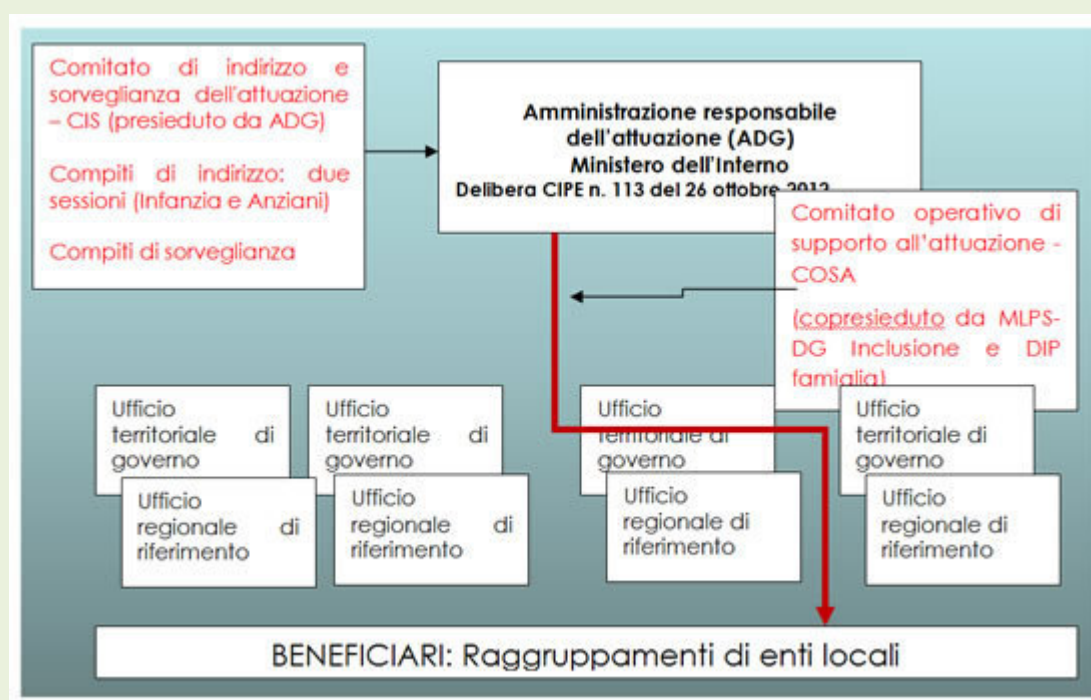 Comitato di indirizzo e
sorveglianza dell'attuazione
– CIS (presieduto da ADG)
Compiti di indirizzo: due
sessioni (Infanzia e Anziani)
Compiti di sorveglianza
Amministrazione responsabile
dell'attuazione (ADG)
Ministero dell'Interno
Delibera CIPE n. 113 del 26 ottobre 2012
Comitato operativo di
supporto all'attuazione -
COSA
(copresieduto da MLPS-
DG Inclusione e DIP
famiglia)
Ufficio
territoriale di
governo
Ufficio
regionale di
riferimento
Ufficio
territoriale di
governo
Ufficio
regionale di
riferimento
Ufficio
territoriale di
governo
Ufficio
regionale di
riferimento
Ufficio
territoriale di
governo
Ufficio
regionale di
riferimento
BENEFICIARI: Raggruppamenti di enti locali